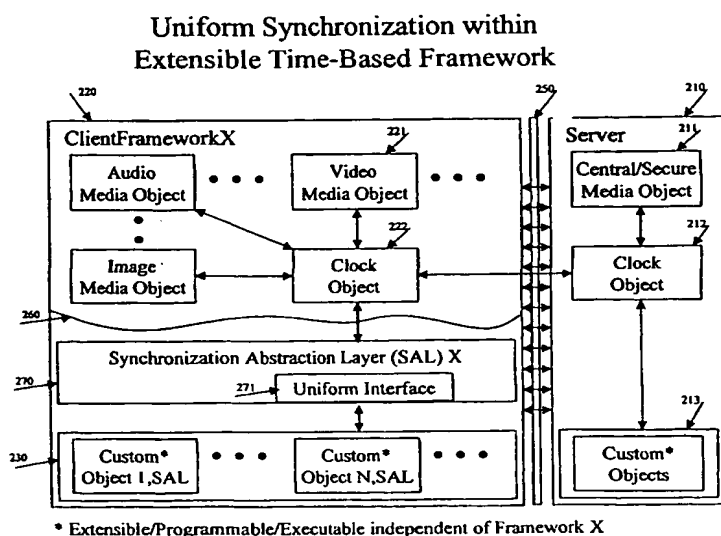 Uniform Synchronization within
Extensible Time-Based Framework
220
250
210
ClientFrameworkX
Server
221
211
Audio
Media Object
Video
Media Object
Central/Secure
Media Object
222
212
Image
Media Object
Clock
Object
Clock
Object
260
Synchronization Abstraction Layer (SAL) X
270
271
Uniform Interface
213
230
Custom*
Object 1,SAL
Custom*
Object N,SAL
Custom*
Objects
* Extensible/Programmable/Executable independent of Framework X